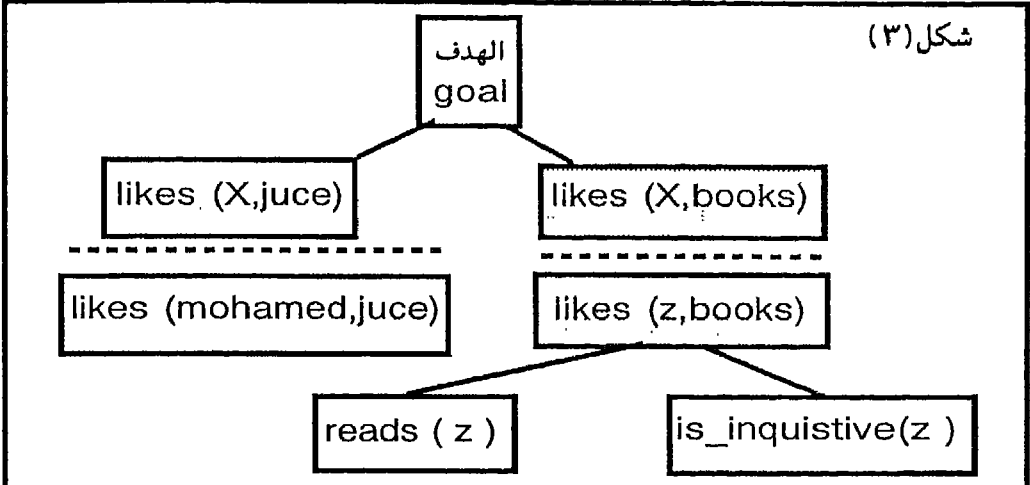 شكل (٣)
الهدف
goal
likes (X,juce)
likes (X,books)
likes (mohamed,juce)
likes (z,books)
reads ( z )
is_inquistive(z )